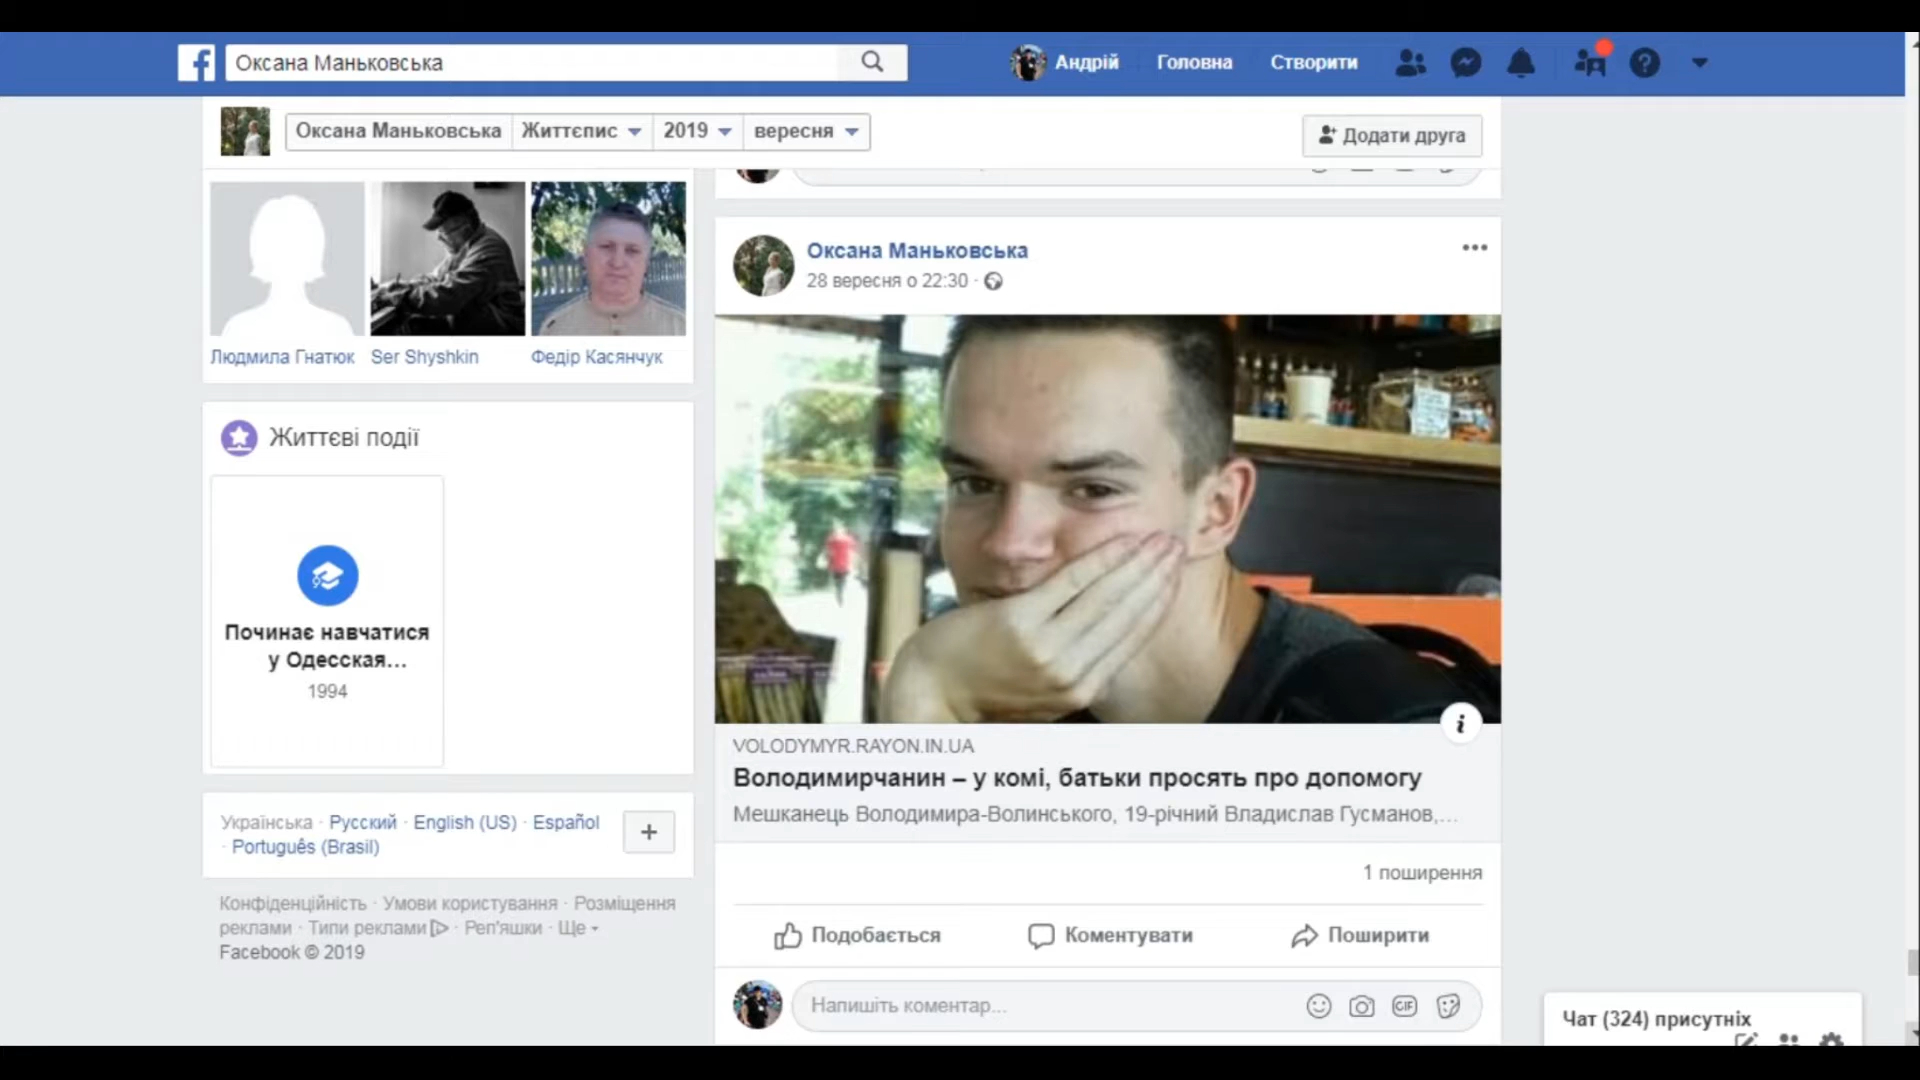 Оксана Маньковська
Андрій
Головна
Створити
Оксана Маньковська
Життєпис
2019
вересня
Додати друга
Людмила Гнатюк
Ser Shyshkin
Федір Касянчук
Життєві події
Починає навчатися
у Одесская...
1994
Українська · Русский · English (US) · Español
· Português (Brasil)
Конфіденційність · Умови користування · Розміщення
реклами · Типи реклами · Реп'яшки · Ще
Facebook © 2019
Оксана Маньковська
28 вересня о 22:30 ·
VOLODYMYR.RAYON.IN.UA
Володимирчанин – у комі, батьки просять про допомогу
Мешканець Володимира-Волинського, 19-річний Владислав Гусманов,...
1 поширення
Подобається
Коментувати
Поширити
Напишіть коментар...
GIF
Чат (324) присутніх